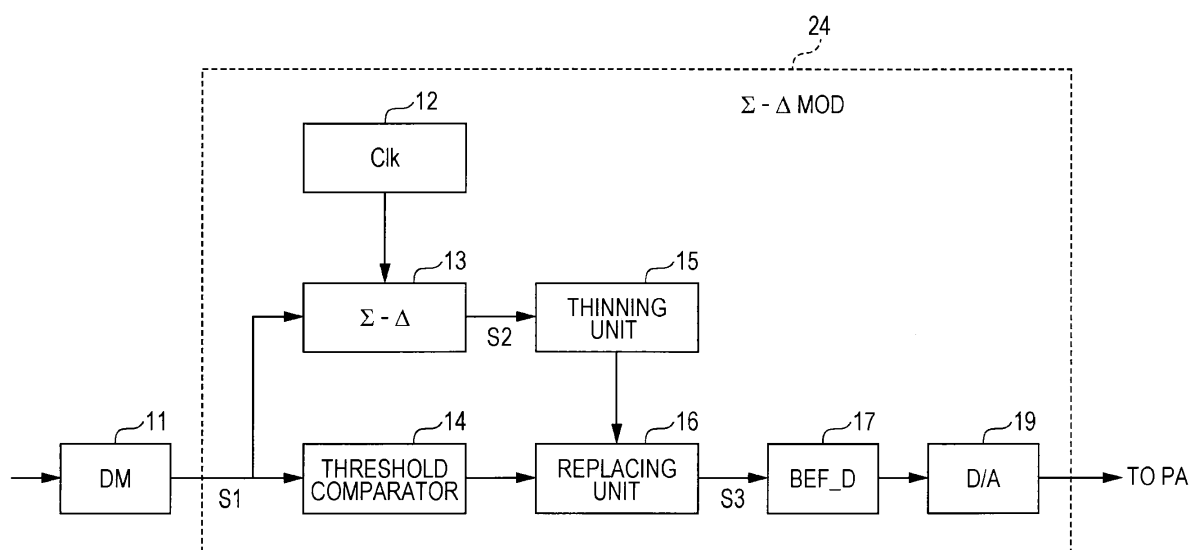 24
Σ - Δ MOD
12
Clk
13
Σ - Δ
S2
15
THINNING
UNIT
11
DM
S1
14
THRESHOLD
COMPARATOR
16
REPLACING
UNIT
S3
17
BEF_D
19
D/A
TO PA